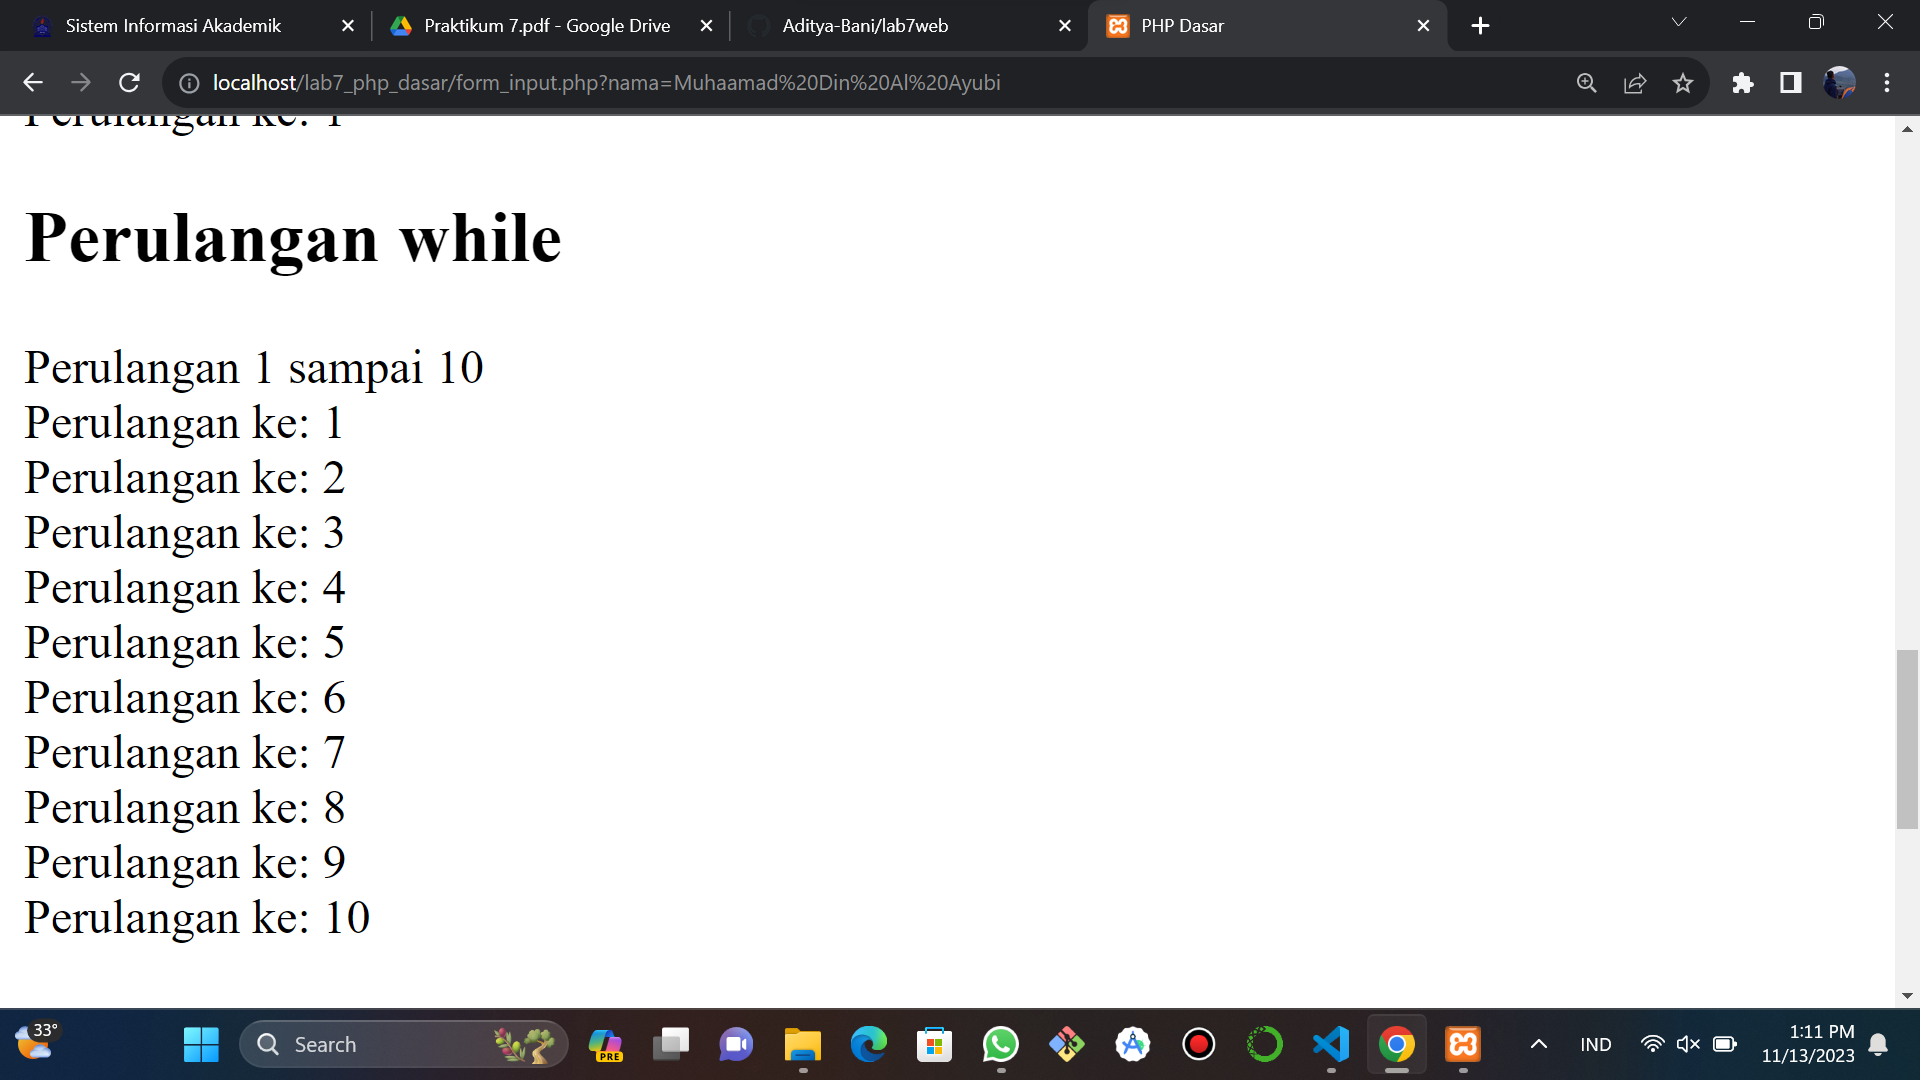 Sistem Informasi Akademik
Praktikum 7.pdf - Google Drive
Aditya-Bani/lab7web
PHP Dasar
localhost/lab7_php_dasar/form_input.php?nama=Muhaamad%20Din%20Al%20Ayubi
Perulangan ke: 1
Perulangan while
Perulangan 1 sampai 10
Perulangan ke: 1
Perulangan ke: 2
Perulangan ke: 3
Perulangan ke: 4
Perulangan ke: 5
Perulangan ke: 6
Perulangan ke: 7
Perulangan ke: 8
Perulangan ke: 9
Perulangan ke: 10
33°
Search
PRE
IND
1:11 PM
11/13/2023